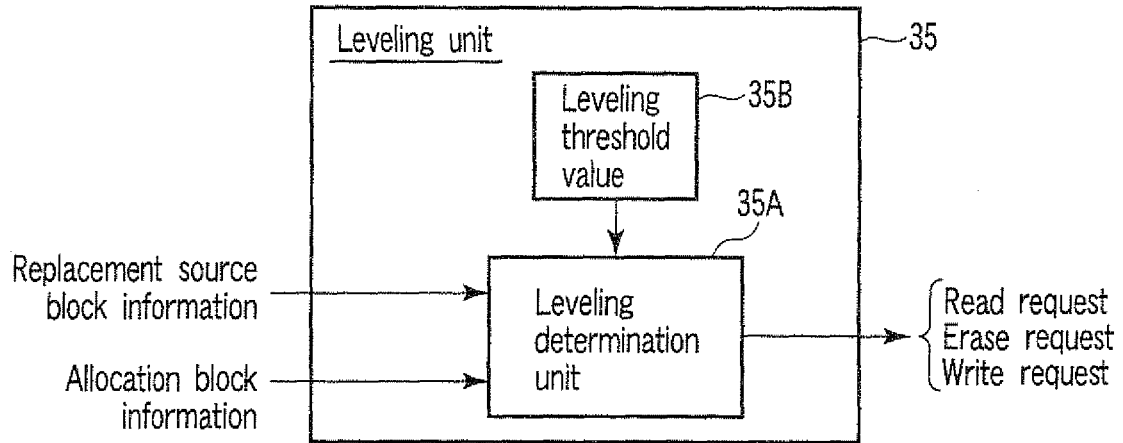 Leveling unit
35
Leveling
threshold
value
35B
35A
Replacement source
block information
Leveling
determination
unit
Allocation block
information
Read request
Erase request
Write request